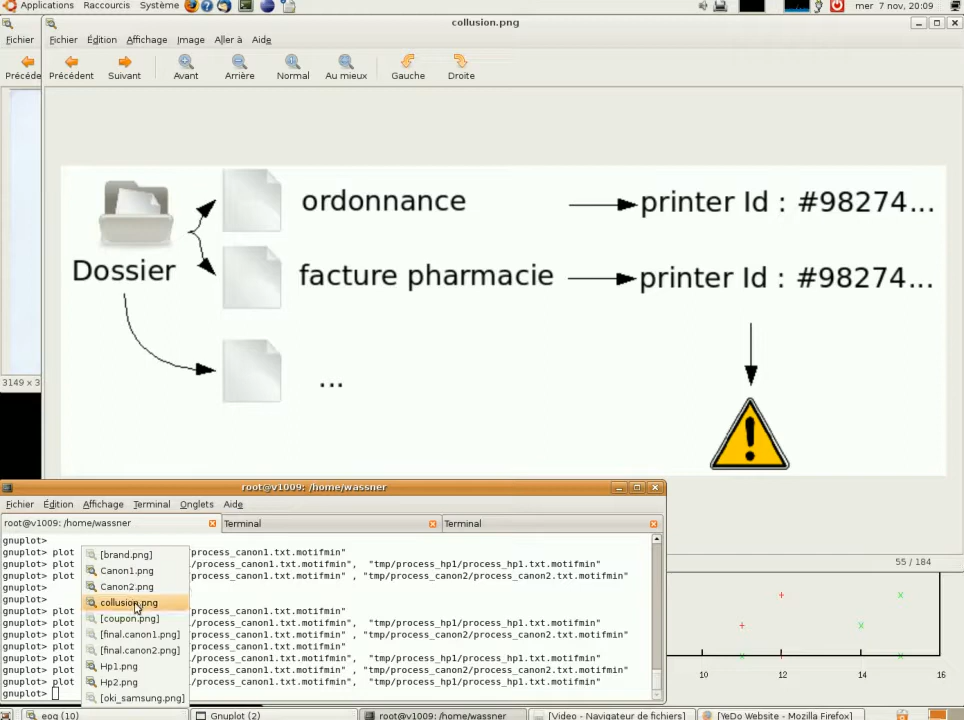 Applications Raccourcis Système mer 7 nov, 20:09
collusion.png
Fichier
Fichier Édition Affichage Image Aller à Aide
Précéde
Précédent Suivant Avant Arrière Normal Au mieux Gauche Droite
ordonnance printer Id : #98274...
Dossier facture pharmacie printer Id : #98274...
...
3149 x 3
55 / 184
root@v1009: /home/wassner
Fichier Édition Affichage Terminal Onglets Aide
root@v1009: /home/wassner Terminal Terminal
gnuplot>
gnuplot> plot process_canon1.txt.motifmin"
gnuplot> plot /process_canon1.txt.motifmin", "tmp/process_hp1/process_hp1.txt.motifmin"
gnuplot> plot process_canon1.txt.motifmin" , "tmp/process_canon2/process_canon2.txt.motifmin"
gnuplot>
gnuplot>
gnuplot> plot process_canon1.txt.motifmin"
gnuplot> plot /process_canon1.txt.motifmin", "tmp/process_hp1/process_hp1.txt.motifmin"
gnuplot> plot process_canon1.txt.motifmin" , "tmp/process_canon2/process_canon2.txt.motifmin"
gnuplot> plot process_canon1.txt.motifmin"
gnuplot> plot /process_canon1.txt.motifmin", "tmp/process_hp1/process_hp1.txt.motifmin"
gnuplot> plot process_canon1.txt.motifmin" , "tmp/process_canon2/process_canon2.txt.motifmin"
gnuplot> plot /process_canon1.txt.motifmin", "tmp/process_hp1/process_hp1.txt.motifmin"
gnuplot>
[brand.png]
Canon1.png
Canon2.png
collusion.png
[coupon.png]
[final.canon1.png]
[final.canon2.png]
Hp1.png
Hp2.png
[oki_samsung.png]
10 12 14 16
eog (10) Gnuplot (2) root@v1009: /home/wassner [Video - Navigateur de fichiers] [YeDo Website - Mozilla Firefox]